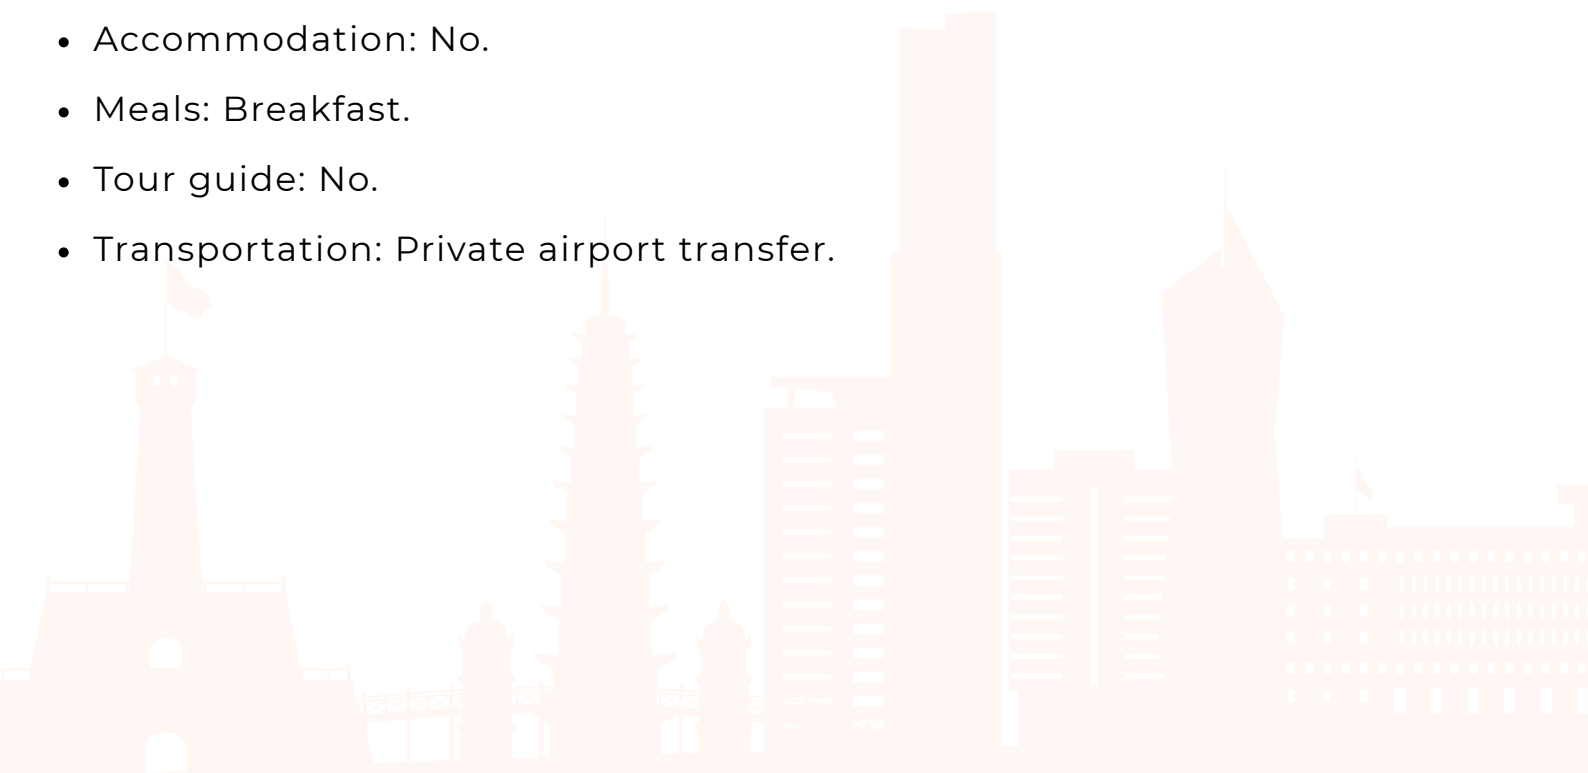 • Accommodation: No.
• Meals: Breakfast.
• Tour guide: No.
• Transportation: Private airport transfer.